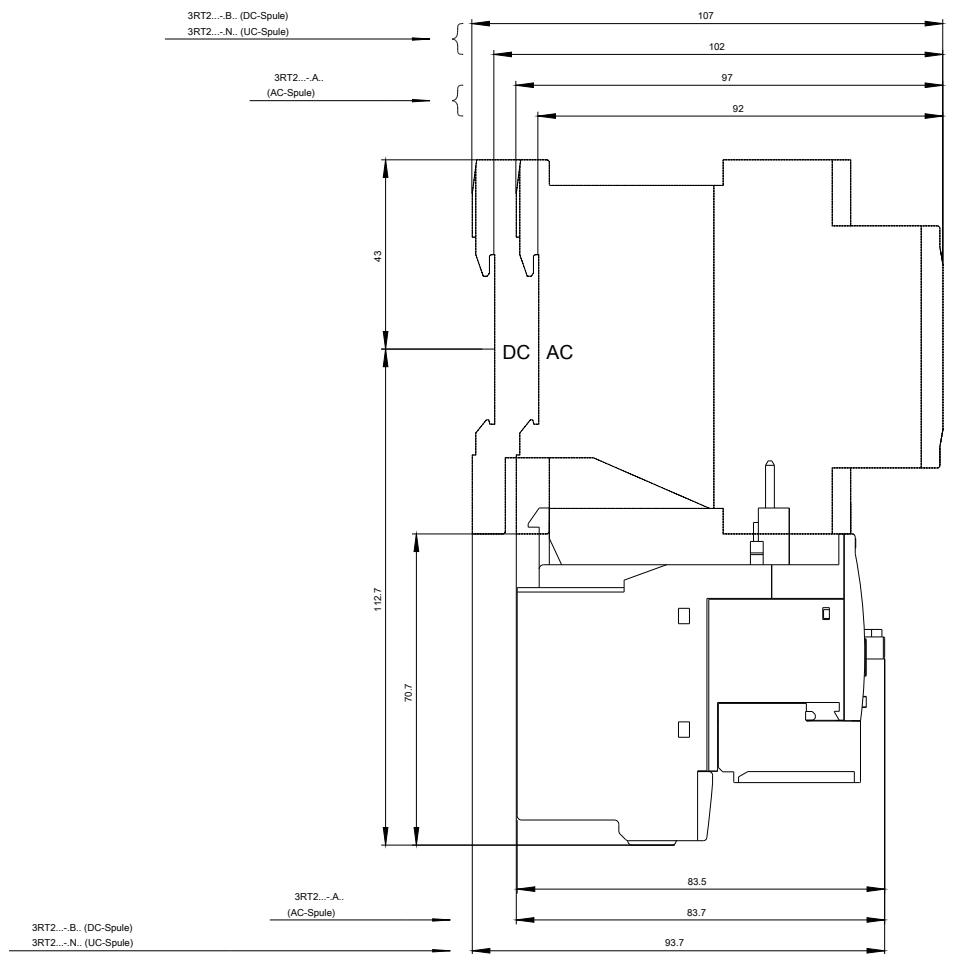 3RT2...-.B.. (DC-Spule)
107
3RT2...-.N.. (UC-Spule)
102
3RT2...-.A..
97
(AC-Spule)
92
43
DC AC
112.7
70.7
83.5
3RT2...-.A..
(AC-Spule)
83.7
3RT2...-.B.. (DC-Spule)
3RT2...-.N.. (UC-Spule)
93.7